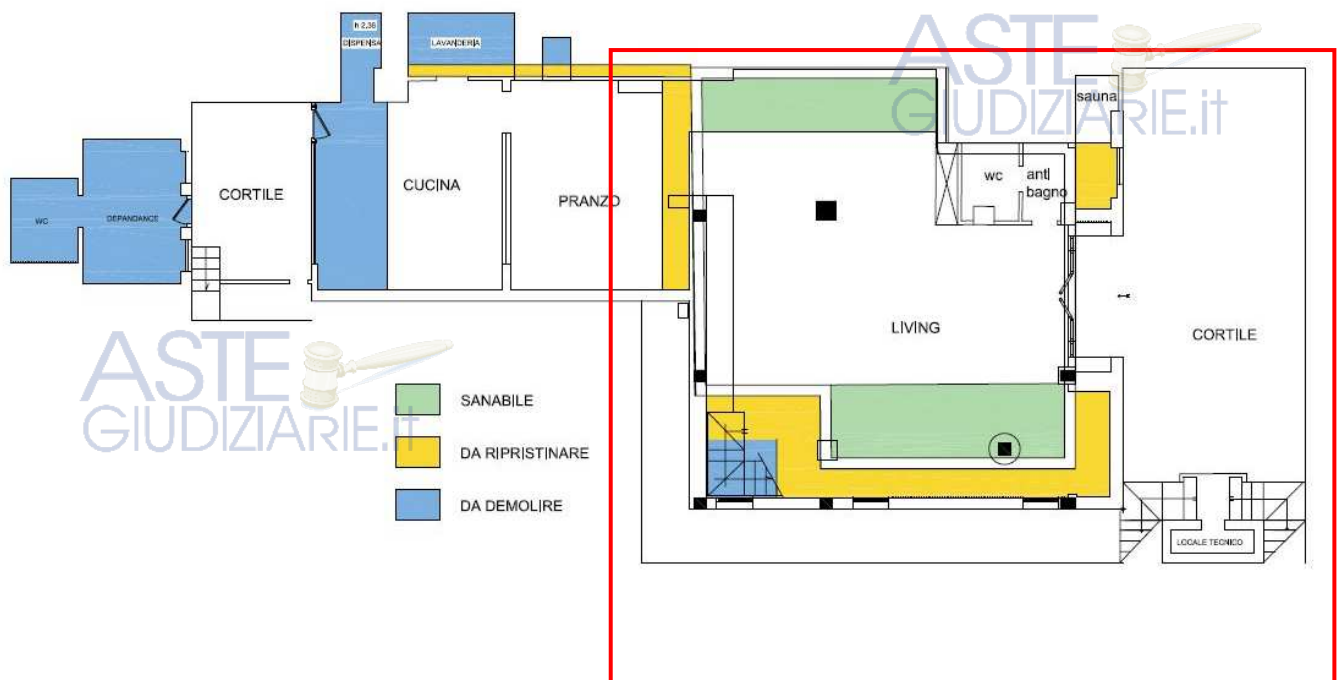 h 2,36
DISPENSA
LAVANDERIA
ASTE
GIUDIZIARIE.it
sauna
CORTILE
CUCINA
PRANZO
WC
DEPANDANCE
wc
anti
bagno
LIVING
CORTILE
ASTE
GIUDIZIARIE.it
SANABILE
DA RIPRISTINARE
DA DEMOLIRE
LOCALE TECNICO